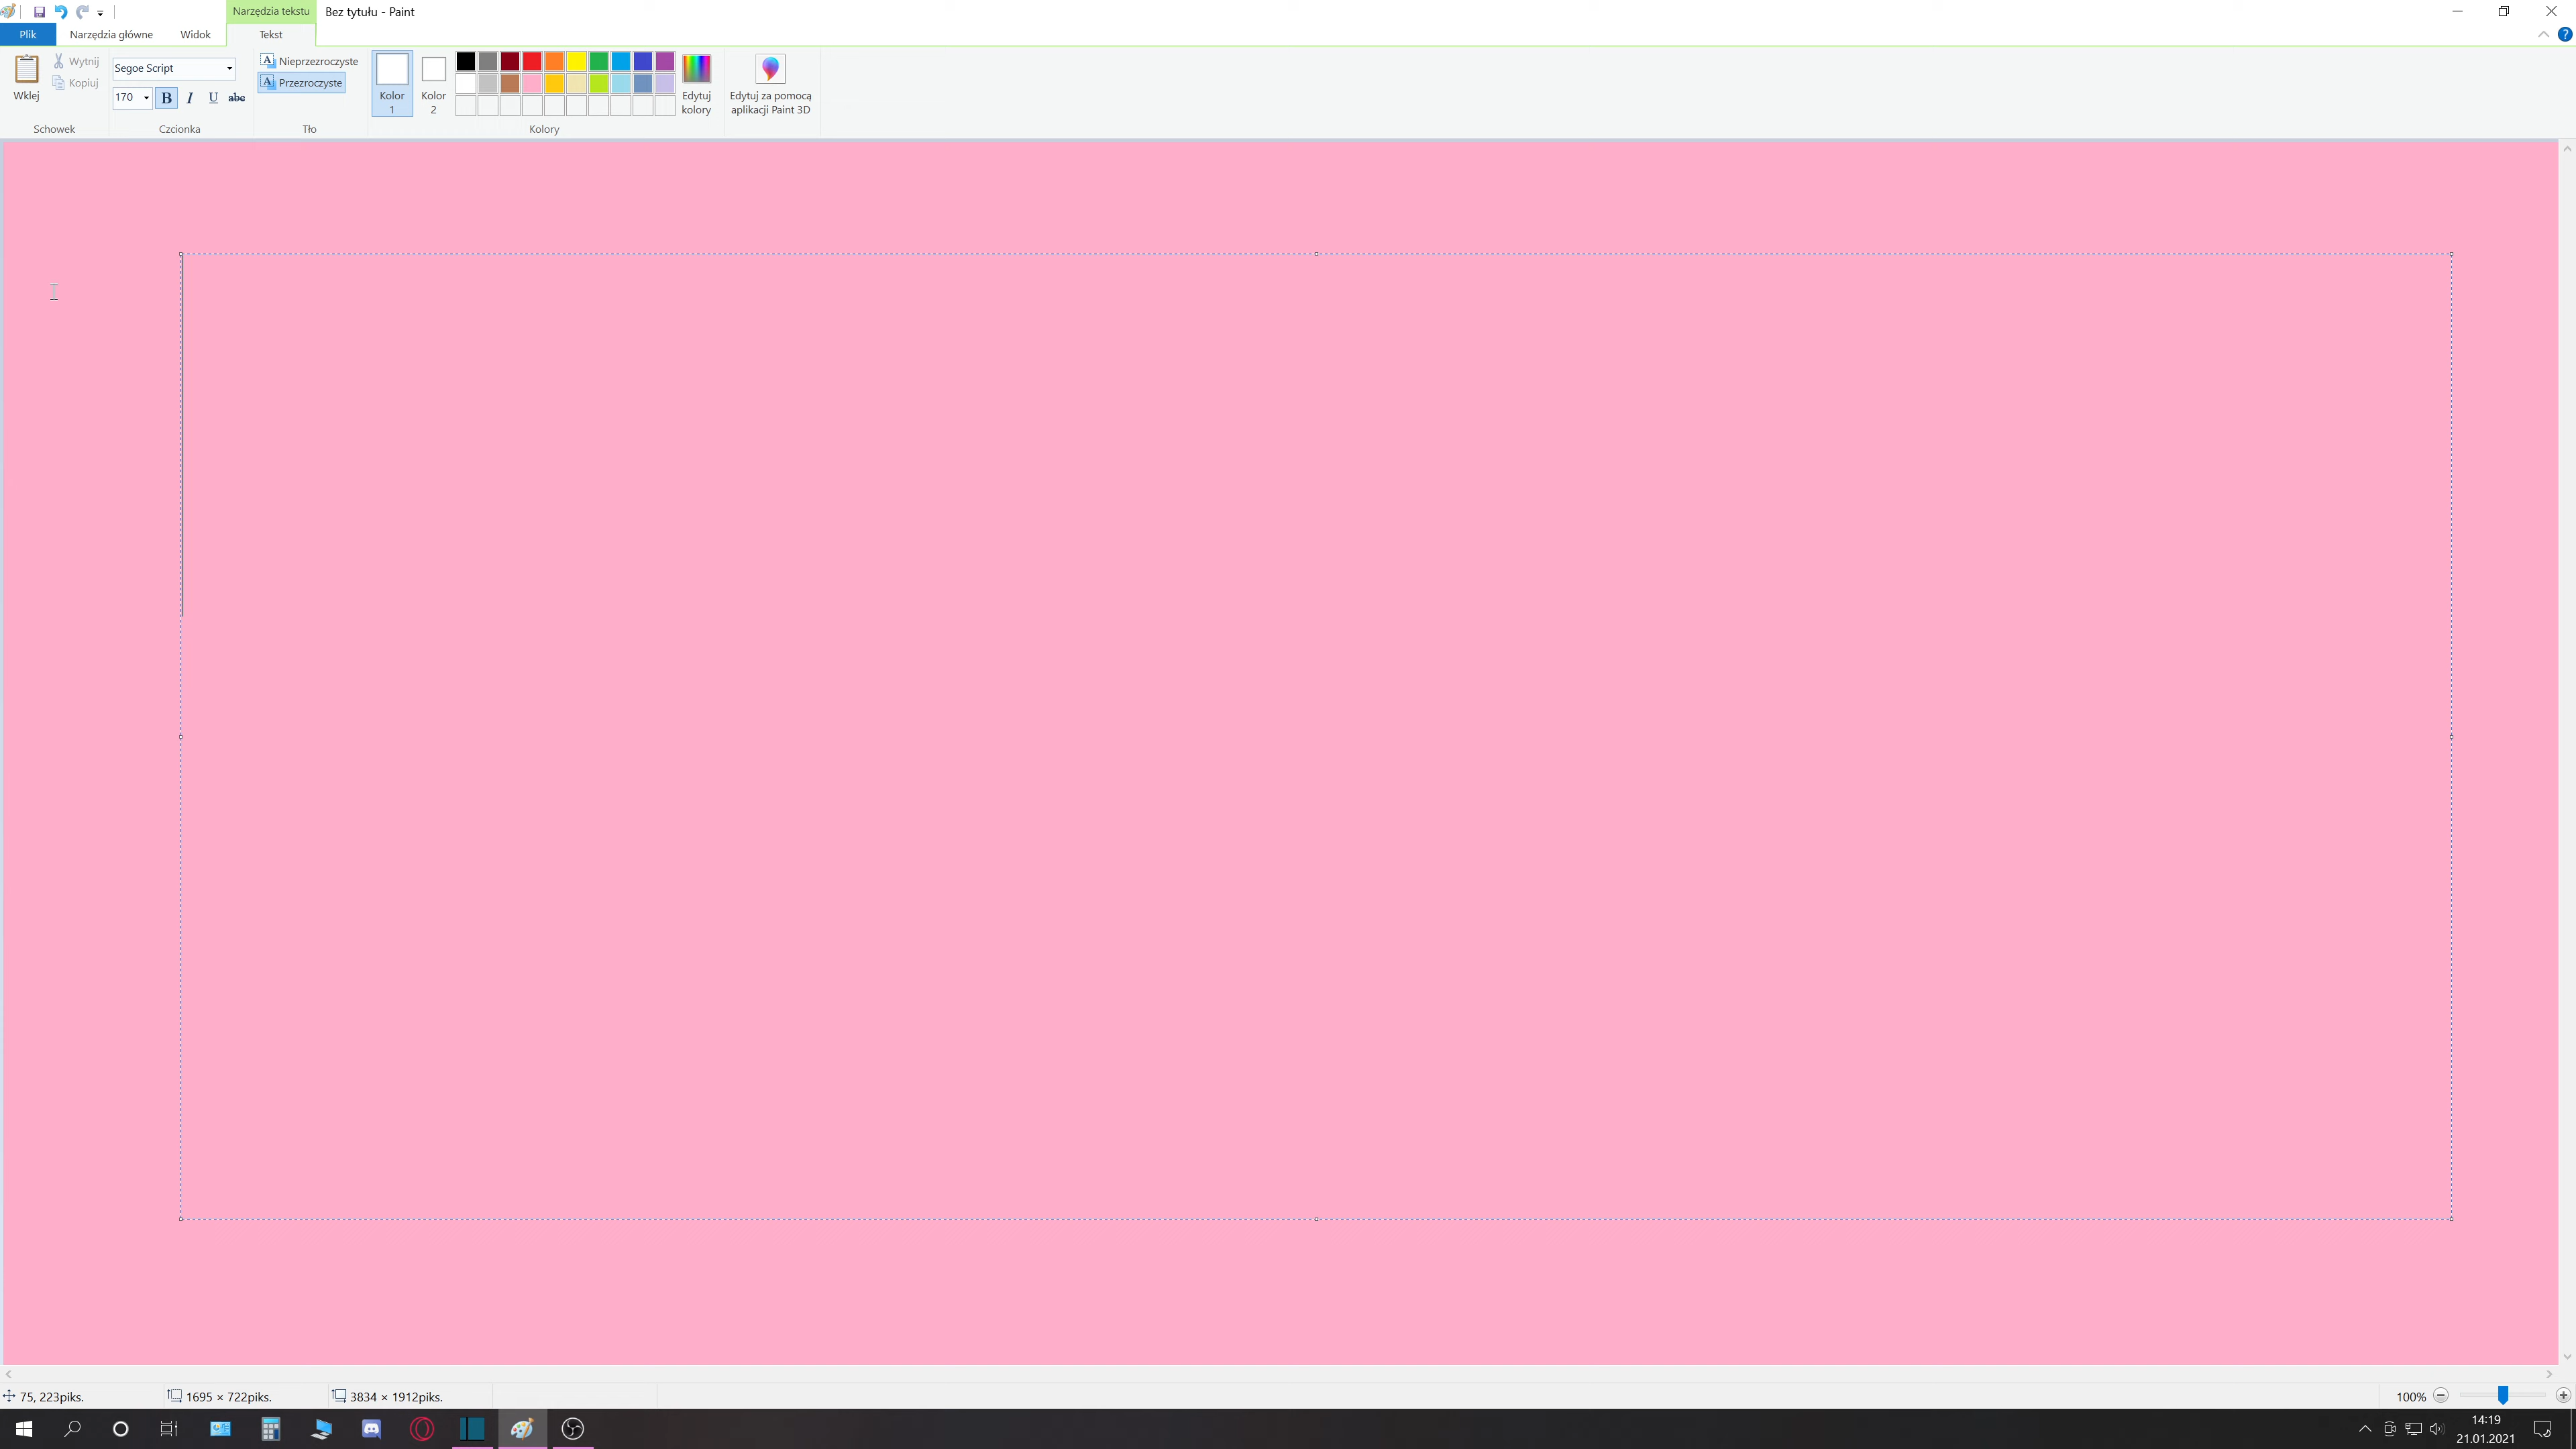 Narzędzia tekstu Bez tytułu - Paint
Plik Narzędzia główne Widok Tekst
Wklej
Wytnij
Kopiuj
Schowek
Segoe Script
170 B I U abc
Czcionka
A Nieprzezroczyste
A Przezroczyste
Tło
Kolor
1
Kolor
2
Edytuj
kolory
Kolory
Edytuj za pomocą
aplikacji Paint 3D
75, 223piks. 1695 × 722piks. 3834 × 1912piks. 100%
14:19
21.01.2021